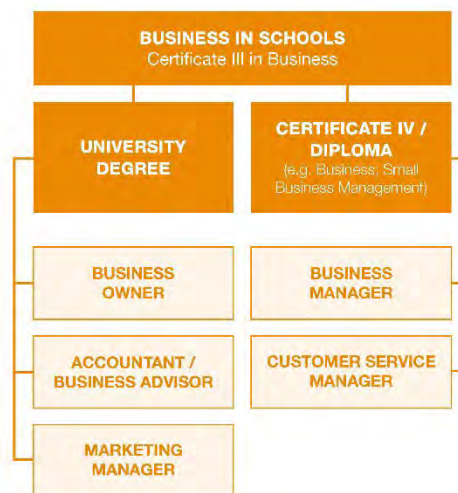 BUSINESS IN SCHOOLS
Certificate III in Business
UNIVERSITY
DEGREE
CERTIFICATE IV /
DIPLOMA
(e.g. Business, Small
Business Management)
BUSINESS
OWNER
BUSINESS
MANAGER
ACCOUNTANT /
BUSINESS ADVISOR
CUSTOMER SERVICE
MANAGER
MARKETING
MANAGER